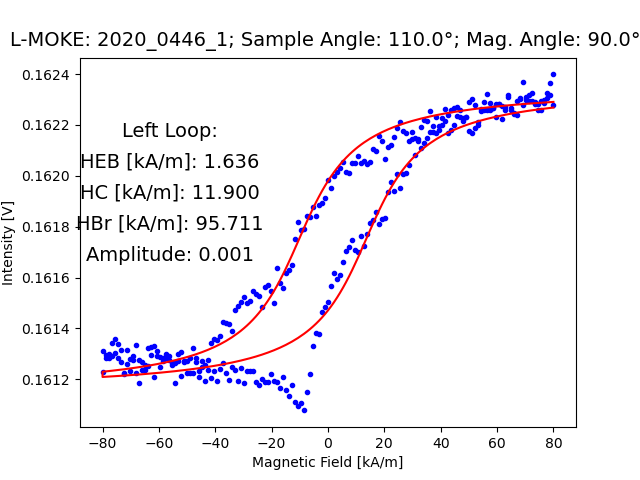 L-MOKE: 2020_0446_1; Sample Angle: 110.0°; Mag. Angle: 90.0°
Intensity [V]
0.1624
0.1622
0.1620
0.1618
0.1616
0.1614
0.1612
Left Loop:
HEB [kA/m]: 1.636
HC [kA/m]: 11.900
HBr [kA/m]: 95.711
Amplitude: 0.001
−80 −60 −40 −20 0 20 40 60 80
Magnetic Field [kA/m]